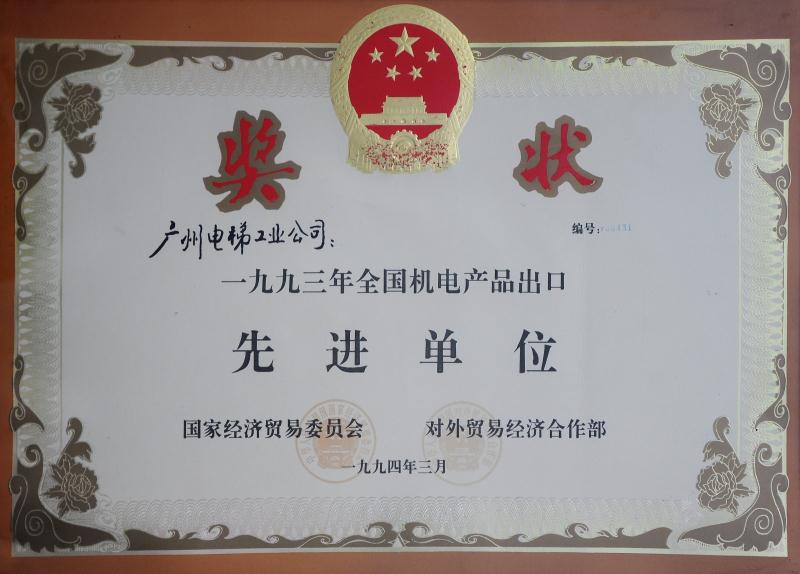 奖状
广州电梯工业公司：
编号：
一九九三年全国机电产品出口
先进单位
国家经济贸易委员会 对外贸易经济合作部
一九九四年三月